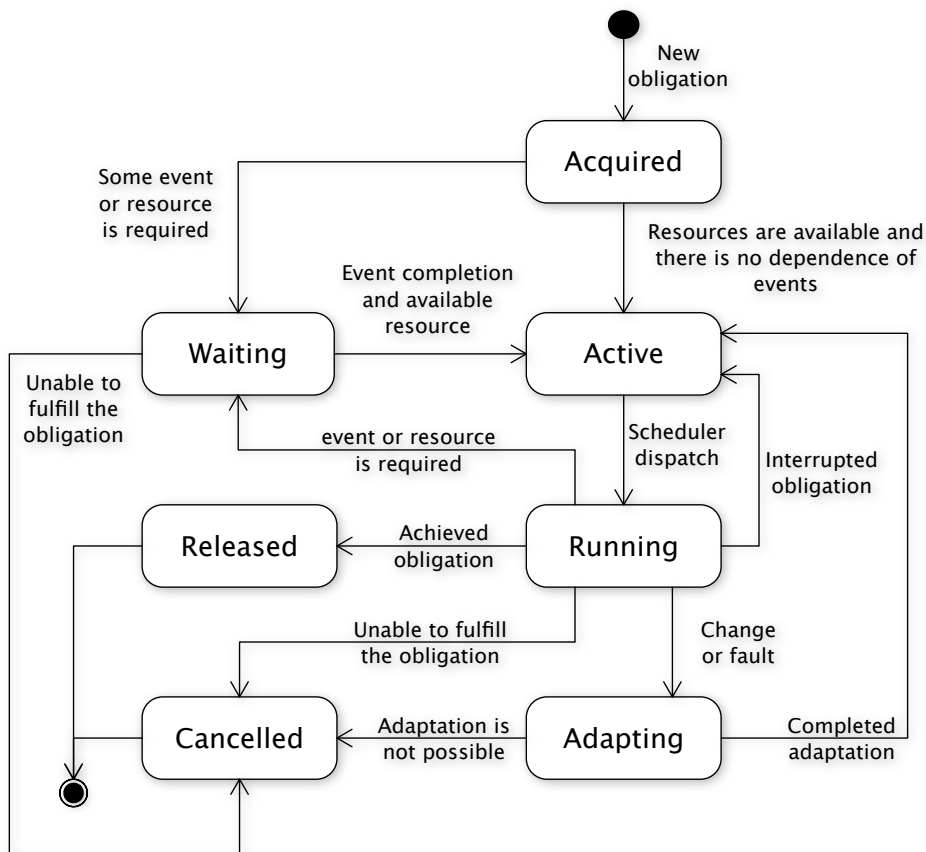 New
obligation
Acquired
Some event
or resource
is required
Resources are available and
there is no dependence of
events
Event completion
and available
resource
Waiting
Active
Unable to
fulfill the
obligation
event or resource
is required
Scheduler
dispatch
Interrupted
obligation
Released
Achieved
obligation
Running
Unable to fulfill
the obligation
Change
or fault
Cancelled
Adaptation is
not possible
Adapting
Completed
adaptation